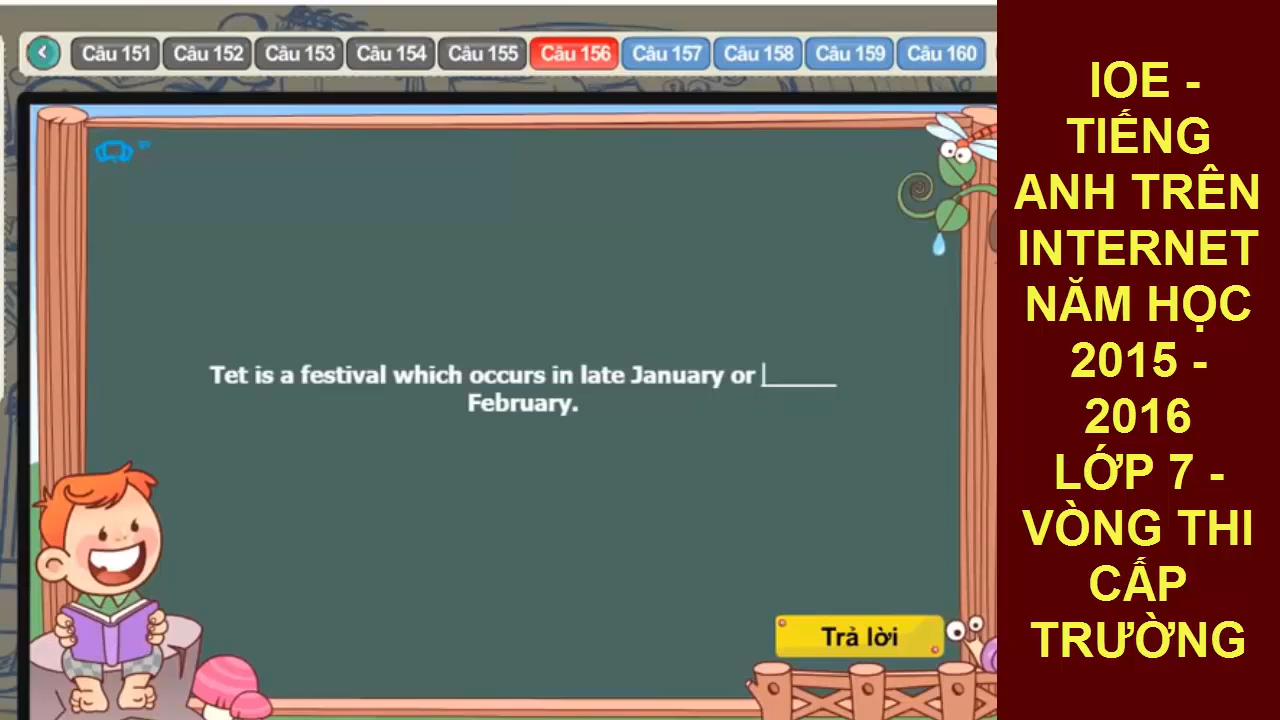 Câu 151 Câu 152 Câu 153 Câu 154 Câu 155 Câu 156 Câu 157 Câu 158 Câu 159 Câu 160
Tet is a festival which occurs in late January or ______
February.
Trả lời
IOE -
TIẾNG
ANH TRÊN
INTERNET
NĂM HỌC
2015 -
2016
LỚP 7 -
VÒNG THI
CẤP
TRƯỜNG